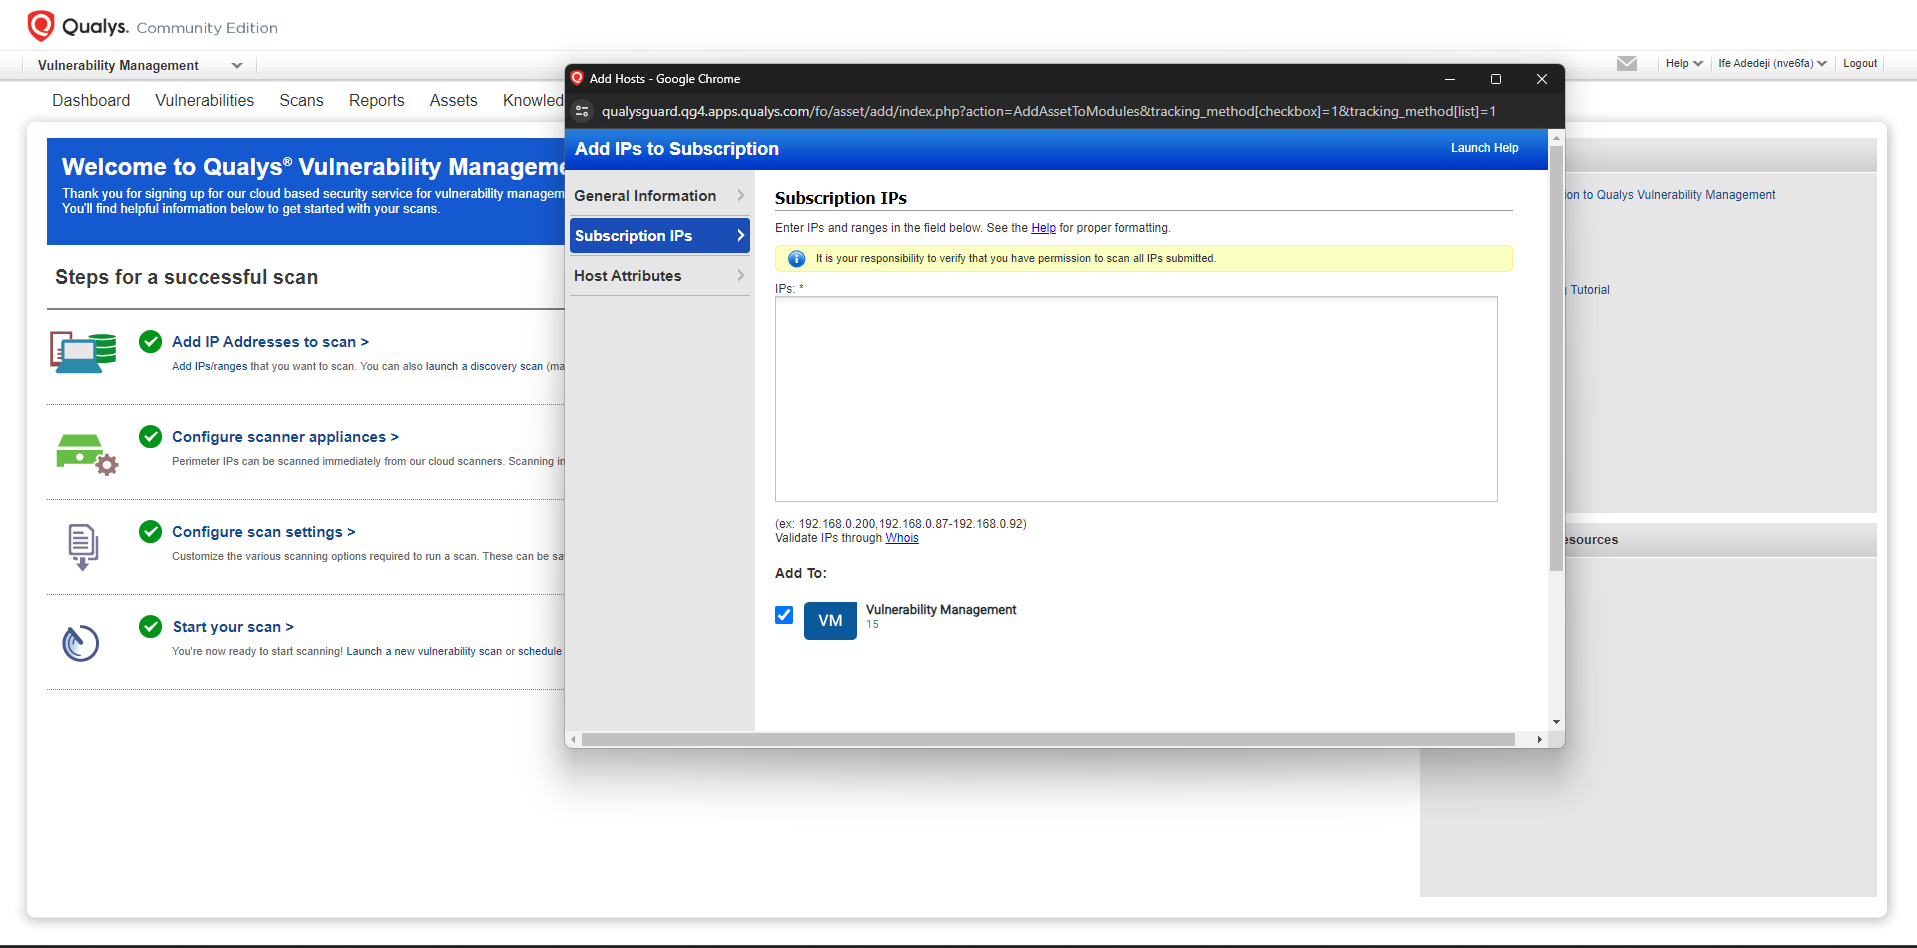 Qualys. Community Edition
Vulnerability Management
Help
Ife Adedeji (nve6fa)
Logout
Dashboard Vulnerabilities Scans Reports Assets Knowled
Welcome to Qualys® Vulnerability Manageme
Thank you for signing up for our cloud based security service for vulnerability managem
You'll find helpful information below to get started with your scans.
Steps for a successful scan
Add IP Addresses to scan >
Add IPs/ranges that you want to scan. You can also launch a discovery scan (ma
Configure scanner appliances >
Perimeter IPs can be scanned immediately from our cloud scanners. Scanning in
Configure scan settings >
Customize the various scanning options required to run a scan. These can be sa
Start your scan >
You're now ready to start scanning! Launch a new vulnerability scan or schedule
Add Hosts - Google Chrome
qualysguard.qg4.apps.qualys.com/fo/asset/add/index.php?action=AddAssetToModules&tracking_method[checkbox]=1&tracking_method[list]=1
Add IPs to Subscription
Launch Help
General Information
Subscription IPs
Host Attributes
Subscription IPs
Enter IPs and ranges in the field below. See the Help for proper formatting.
It is your responsibility to verify that you have permission to scan all IPs submitted.
IPs: *
(ex: 192.168.0.200,192.168.0.87-192.168.0.92)
Validate IPs through Whois
Add To:
VM
Vulnerability Management
15
ion to Qualys Vulnerability Management
Tutorial
esources